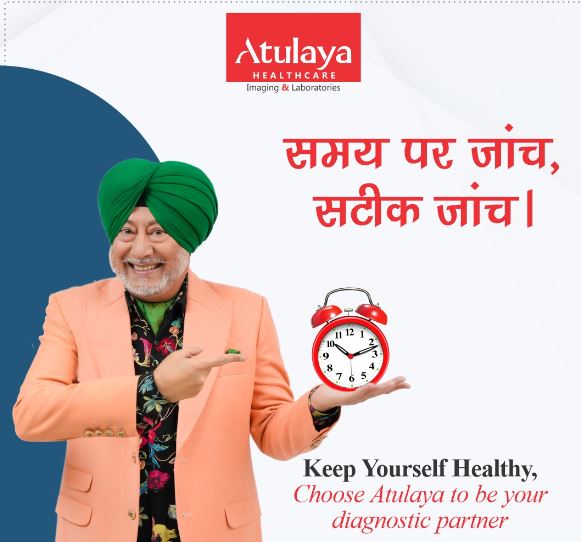 Atulaya
HEALTHCARE
Imaging & Laboratories
समय पर जांच,
सटीक जांच।
12
11 1
10 2
9 3
8 4
7 5
6
Keep Yourself Healthy,
Choose Atulaya to be your
diagnostic partner